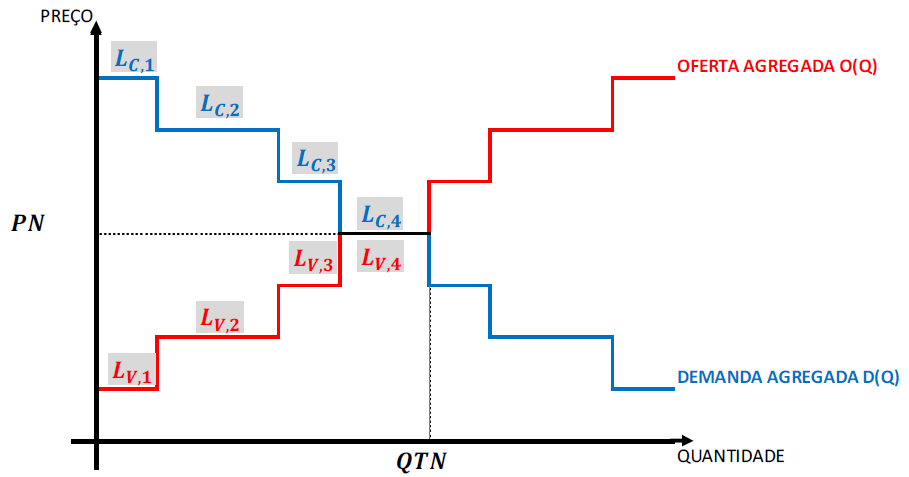 PREÇO
L_{C,1}
OFERTA AGREGADA O(Q)
L_{C,2}
L_{C,3}
L_{C,4}
PN
L_{V,3}
L_{V,4}
L_{V,2}
L_{V,1}
DEMANDA AGREGADA D(Q)
QTN
QUANTIDADE